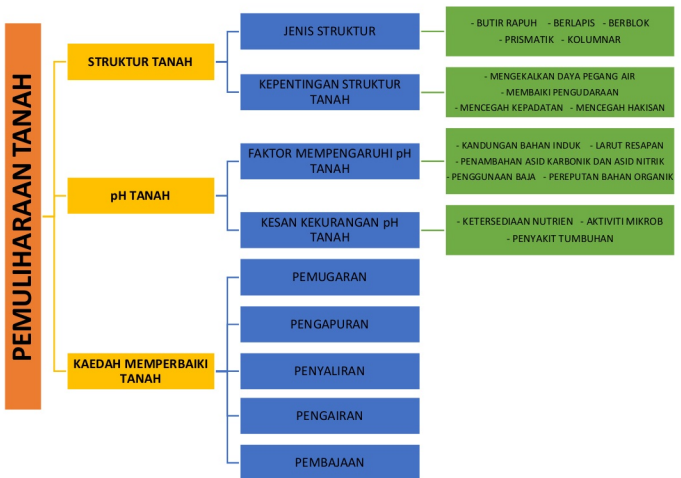 PEMULIHARAAN TANAH
STRUKTUR TANAH
JENIS STRUKTUR
- BUTIR RAPUH - BERLAPIS - BERBLOK
- PRISMATIK - KOLUMNAR
KEPENTINGAN STRUKTUR
TANAH
- MENGEKALKAN DAYA PEGANG AIR
- MEMBAIKI PENGUDARAAN
- MENCEGAH KEPADATAN - MENCEGAH HAKISAN
pH TANAH
FAKTOR MEMPENGARUHI pH
TANAH
- KANDUNGAN BAHAN INDUK - LARUT RESAPAN
- PENAMBAHAN ASID KARBONIK DAN ASID NITRIK
- PENGGUNAAN BAJA - PEREPUTAN BAHAN ORGANIK
KESAN KEKURANGAN pH
TANAH
- KETERSEDIAAN NUTRIEN - AKTIVITI MIKROB
- PENYAKIT TUMBUHAN
KAEDAH MEMPERBAIKI
TANAH
PEMUGARAN
PENGAPURAN
PENYALIRAN
PENGAIRAN
PEMBAJAAN